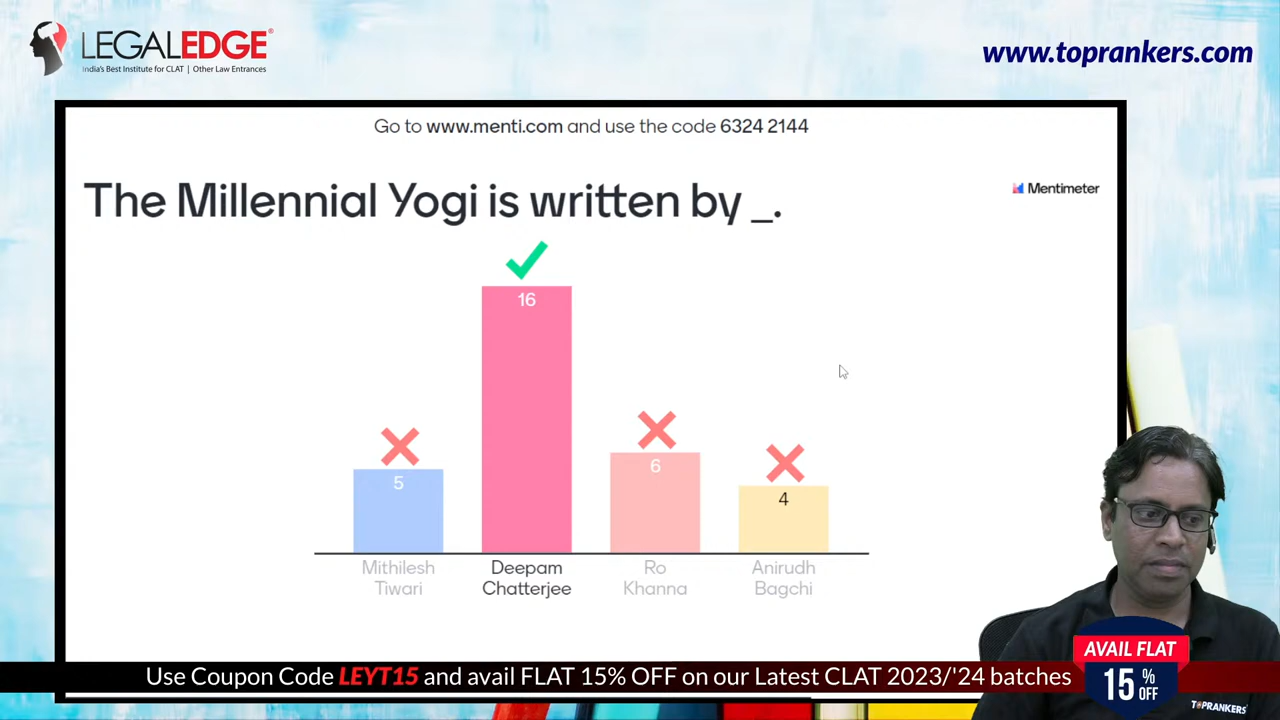 LEGALEDGE®
India's Best Institute for CLAT | Other Law Entrances
www.toprankers.com
Go to www.menti.com and use the code 6324 2144
The Millennial Yogi is written by _.
Mentimeter
16
5
6
4
Mithilesh
Tiwari
Deepam
Chatterjee
Ro
Khanna
Anirudh
Bagchi
Use Coupon Code LEYT15 and avail FLAT 15% OFF on our Latest CLAT 2023/'24 batches
AVAIL FLAT
15 % OFF
TOPRANKERS